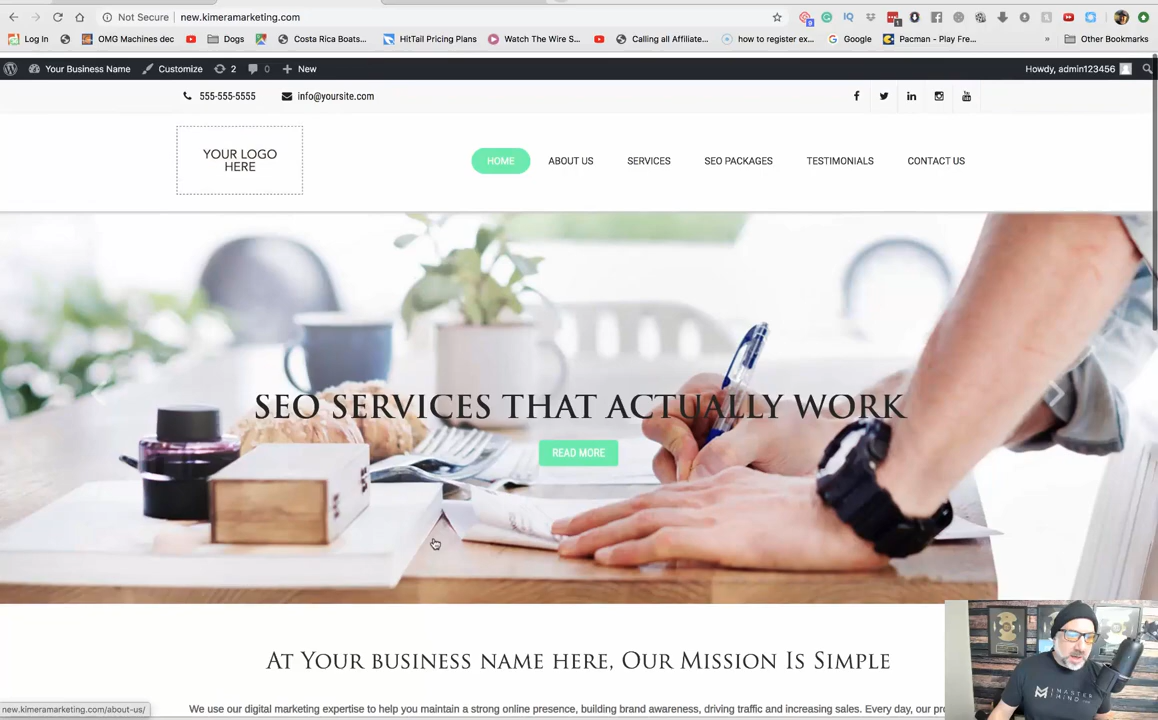 Not Secure
new.kimeramarketing.com
Log In
OMG Machines dec
Dogs
Costa Rica Boats...
HitTail Pricing Plans
Watch The Wire S...
Calling all Affiliate...
how to register ex...
Google
Pacman - Play Fre...
»
Other Bookmarks
Your Business Name
Customize
2
0
New
Howdy, admin123456
555-555-5555
info@yoursite.com
YOUR LOGO
HERE
HOME
ABOUT US
SERVICES
SEO PACKAGES
TESTIMONIALS
CONTACT US
SEO SERVICES THAT ACTUALLY WORK
READ MORE
AT YOUR BUSINESS NAME HERE, OUR MISSION IS SIMPLE
We use our digital marketing expertise to help you maintain a strong online presence, building brand awareness, driving traffic and increasing sales. Every day, our
new.kimeramarketing.com/about-us/
MASTER
MIND